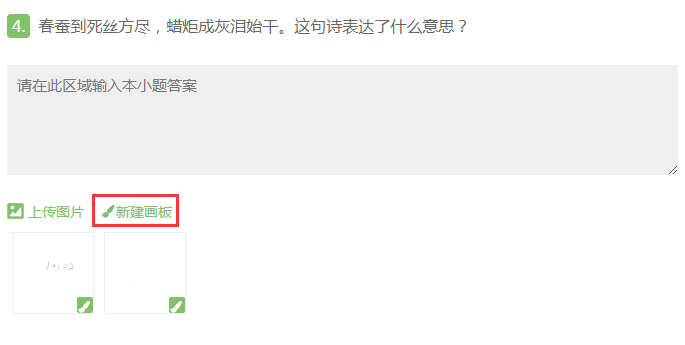 4. 春蚕到死丝方尽，蜡炬成灰泪始干。这句诗表达了什么意思？
请在此区域输入本小题答案
上传图片 新建画板
1+1=2